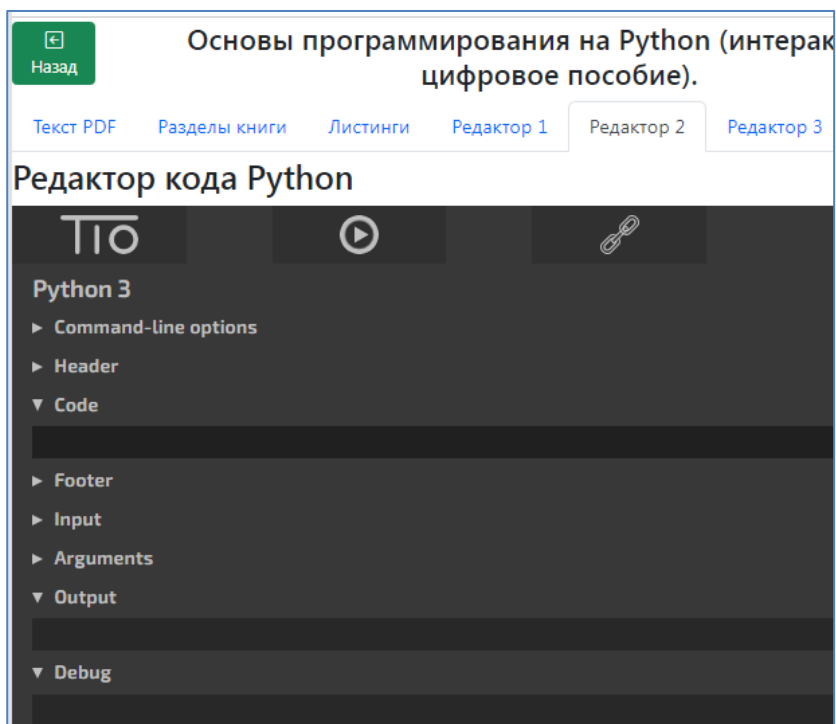 Назад
Основы программирования на Python (интерак
цифровое пособие).
Текст PDF Разделы книги Листинги Редактор 1 Редактор 2 Редактор 3
Редактор кода Python
TIO
Python 3
Command-line options
Header
Code
Footer
Input
Arguments
Output
Debug